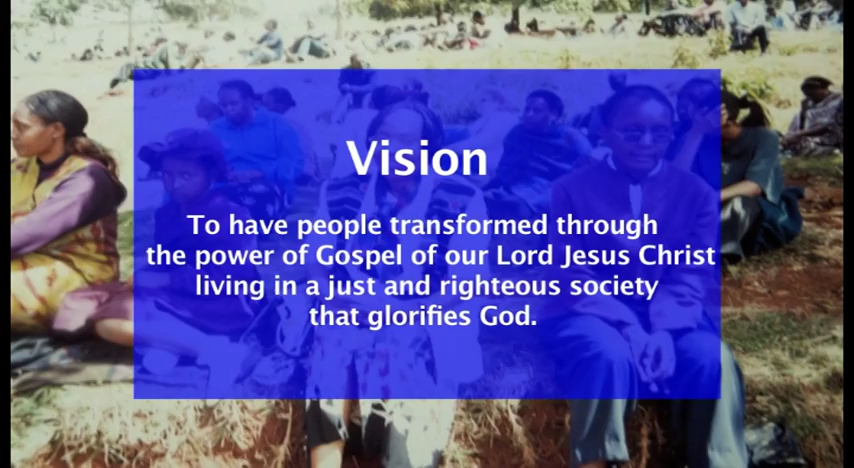 Vision
To have people transformed through
the power of Gospel of our Lord Jesus Christ
living in a just and righteous society
that glorifies God.